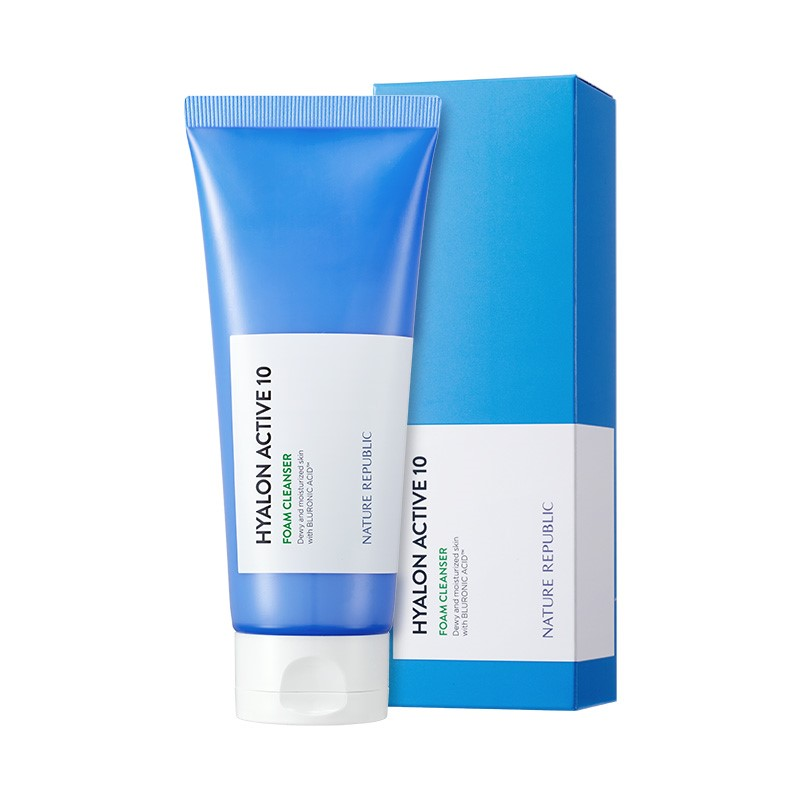 HYALON ACTIVE 10
FOAM CLEANSER
Dewy and moisturized skin
with BLURONIC ACID™
NATURE REPUBLIC
HYALON ACTIVE 10
FOAM CLEANSER
Dewy and moisturized skin
with BLURONIC ACID™
NATURE REPUBLIC